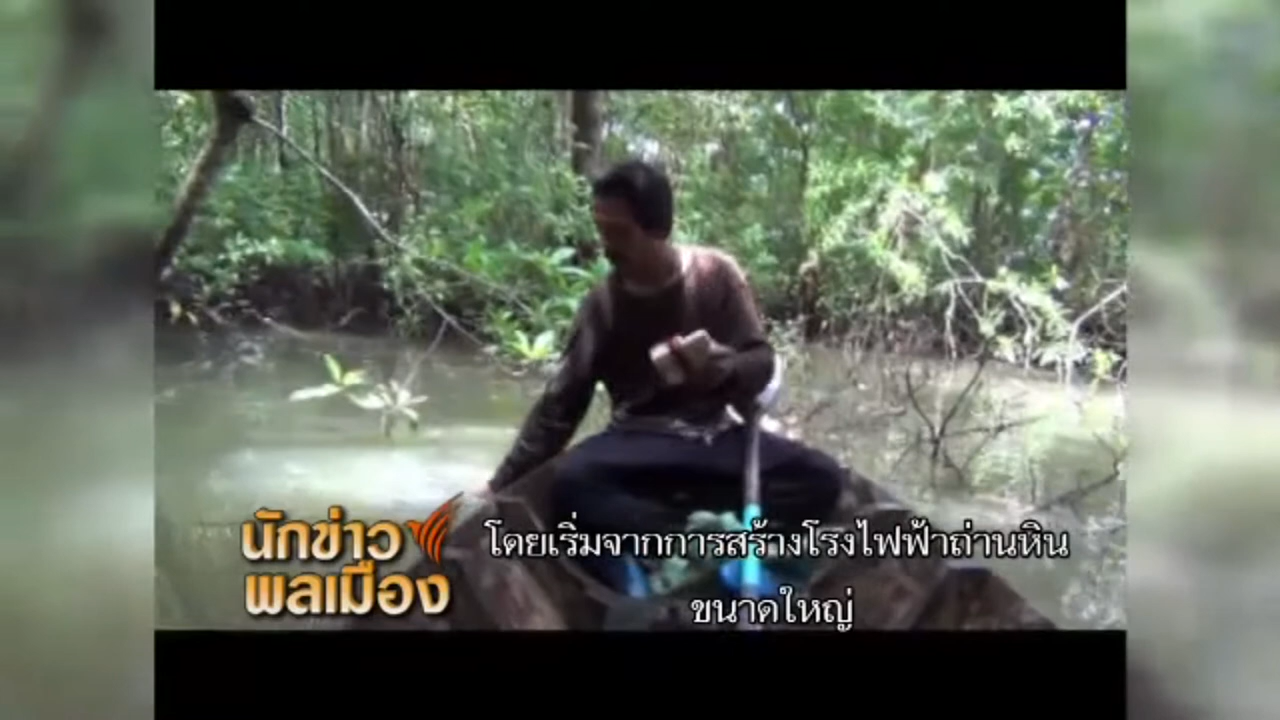 นักข่าว
พลเมือง
โดยเริ่มจากการสร้างโรงไฟฟ้าถ่านหิน
ขนาดใหญ่